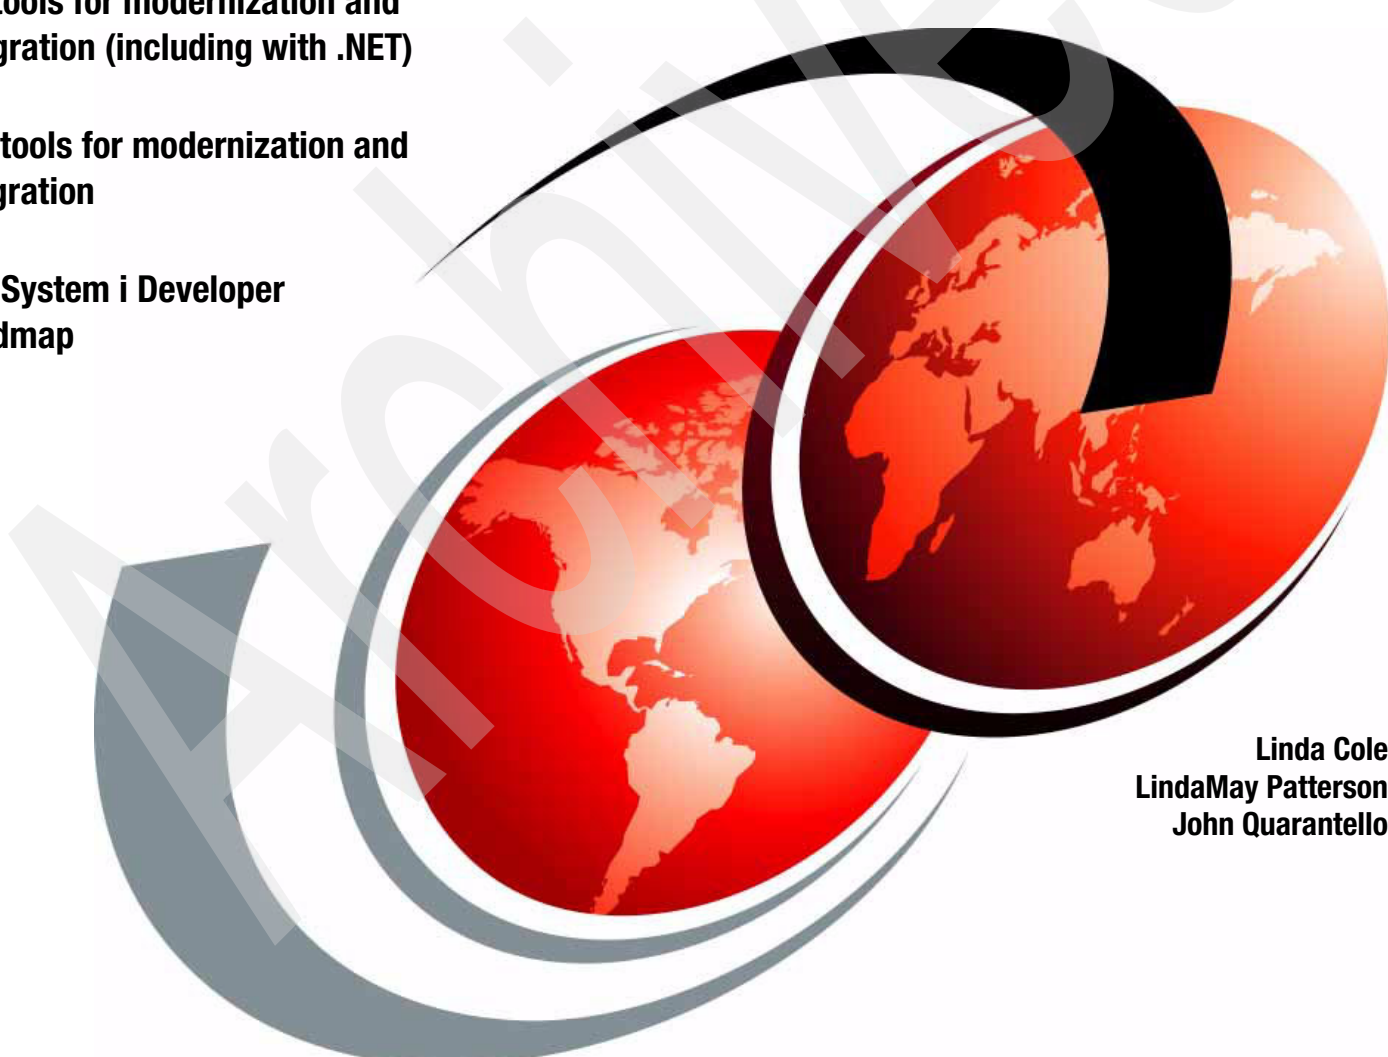 tools for modernization and
gration (including with .NET)
tools for modernization and
gration
System i Developer
dmap
Linda Cole
LindaMay Patterson
John Quarantello
Archive